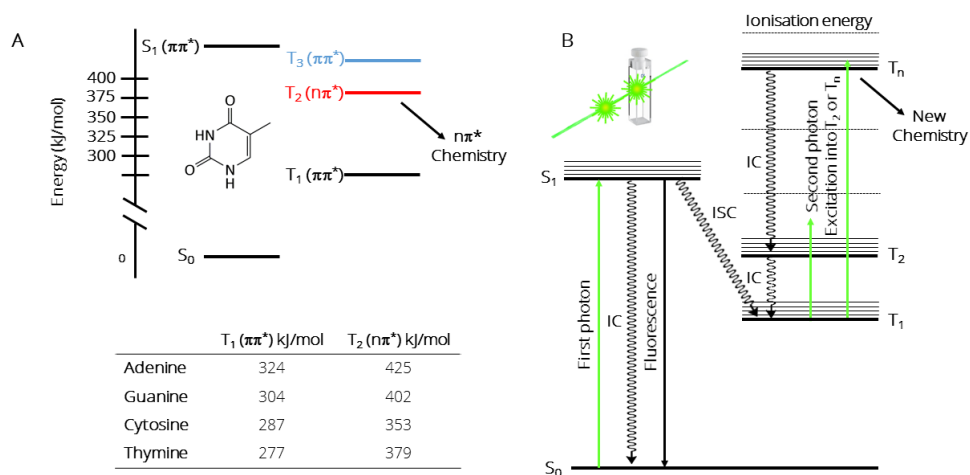 A
S₁ (ππ*)
T₃ (ππ*)
T₂ (nπ*)
T₁ (ππ*)
S₀
nπ*
Chemistry
Energy (kJ/mol)
400
375
350
325
300
0
O
HN
O
N
H
T₁ (ππ*) kJ/mol T₂ (nπ*) kJ/mol
Adenine 324 425
Guanine 304 402
Cytosine 287 353
Thymine 277 379
B
Ionisation energy
Tₙ
New
Chemistry
IC
Second photon
Excitation into T₂ or Tₙ
S₁
ISC
T₂
IC
T₁
First photon
IC
Fluorescence
S₀